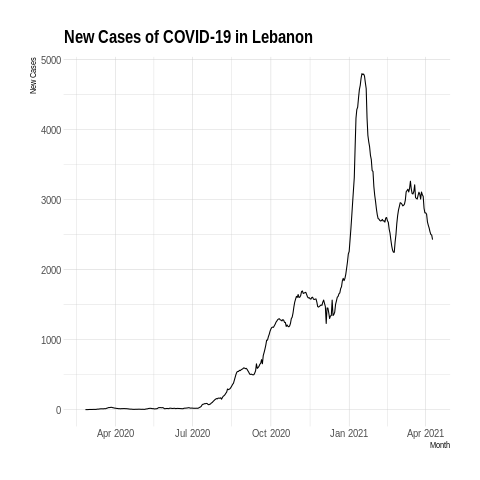 New Cases of COVID-19 in Lebanon
New Cases
5000
4000
3000
2000
1000
0
Apr 2020 Jul 2020 Oct 2020 Jan 2021 Apr 2021
Month